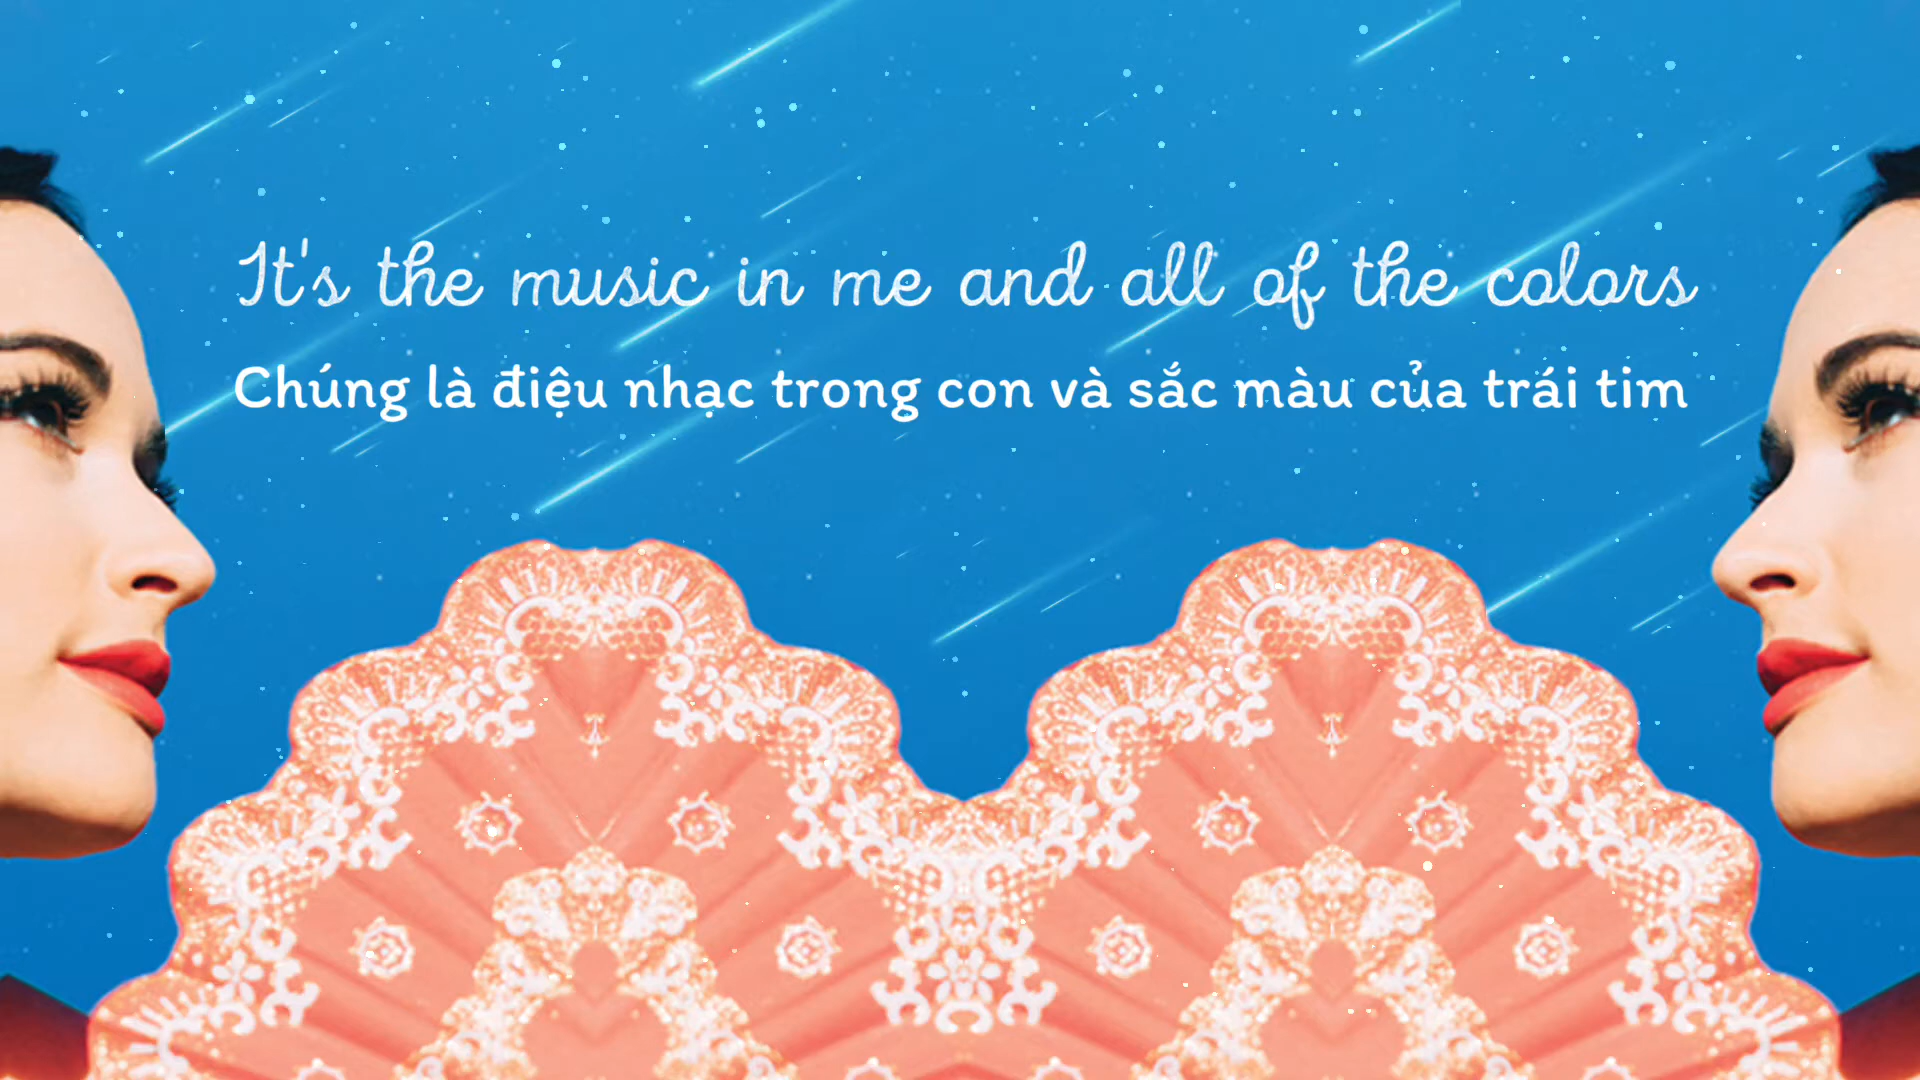 It's the music in me and all of the colors
Chúng là điệu nhạc trong con và sắc màu của trái tim